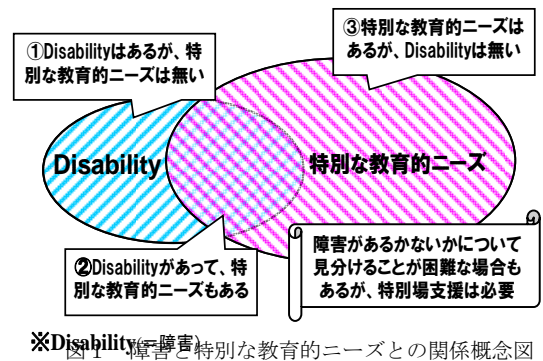 ①Disabilityはあるが、特
別な教育的ニーズは無い
③特別な教育的ニーズは
あるが、Disabilityは無い
Disability
特別な教育的ニーズ
②Disabilityがあって、特
別な教育的ニーズもある
障害があるかないかについて
見分けることが困難な場合も
あるが、特別場支援は必要
※Disability（＝障害）
図1 障害と特別な教育的ニーズとの関係概念図